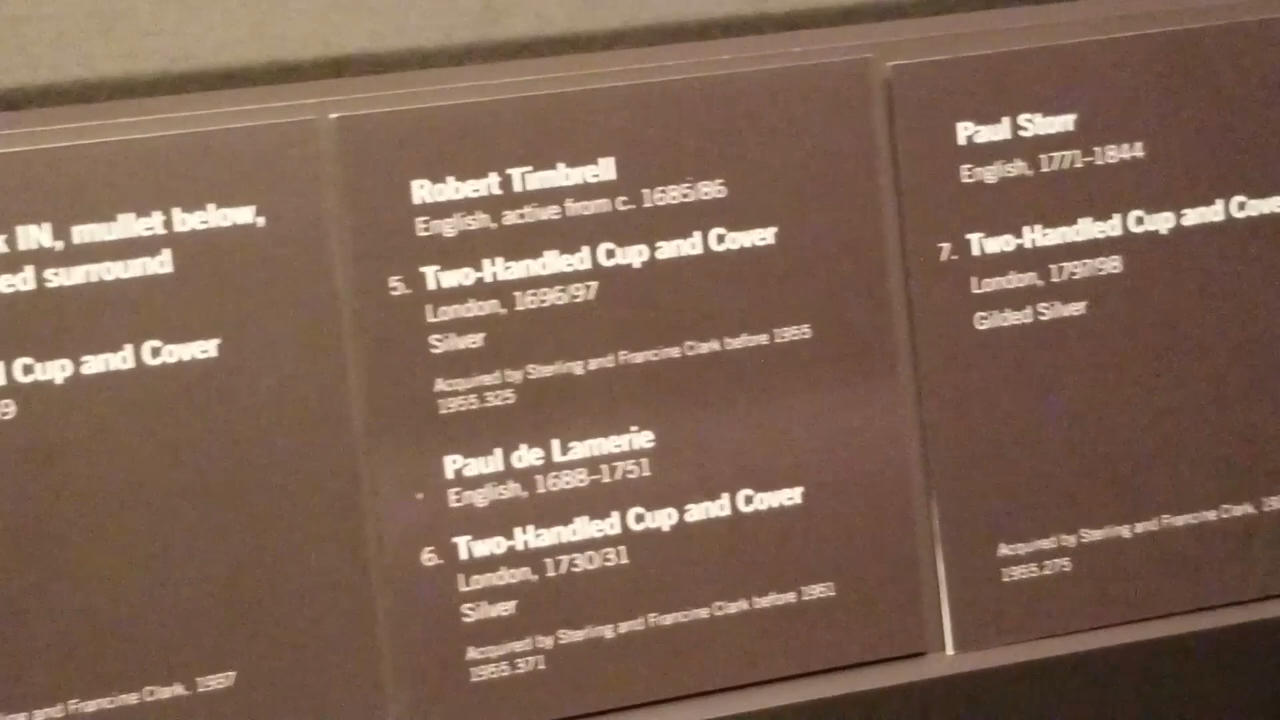 IN, mullet below,
surround
Cup and Cover
9
and Francine Clark, 1937
Robert Timbrell
English, active from c. 1685/86
5. Two-Handled Cup and Cover
London, 1696/97
Silver
Acquired by Sterling and Francine Clark before 1955
1955.325
Paul de Lamerie
English, 1688–1751
6. Two-Handled Cup and Cover
London, 1730/31
Silver
Acquired by Sterling and Francine Clark before 1951
1955.371
Paul Storr
English, 1771–1844
7. Two-Handled Cup and Cove
London, 1797/98
Gilded Silver
Acquired by Sterling and Francine Clark,
1955.275